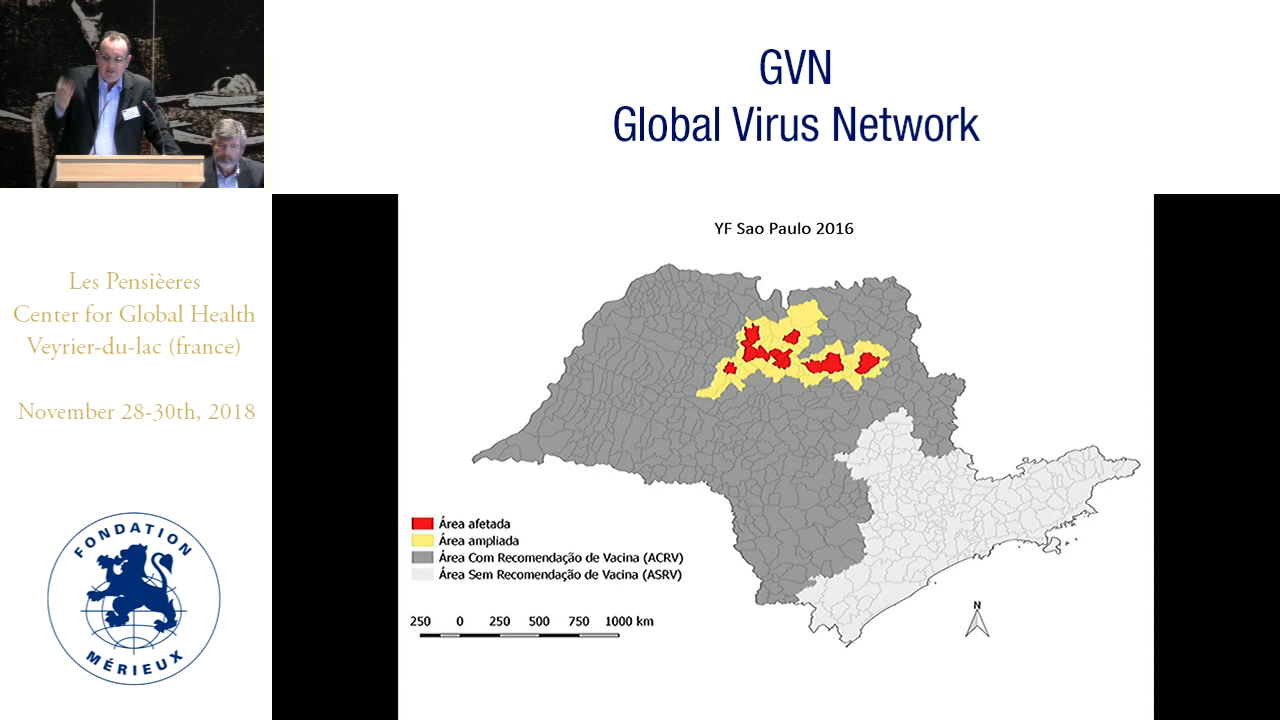 GVN
Global Virus Network
Les Pensièeres
Center for Global Health
Veyrier-du-lac (france)
November 28-30th, 2018
FONDATION
MÉRIEUX
YF Sao Paulo 2016
Área afetada
Área ampliada
Área Com Recomendação de Vacina (ACRV)
Área Sem Recomendação de Vacina (ASRV)
250 0 250 500 750 1000 km
N